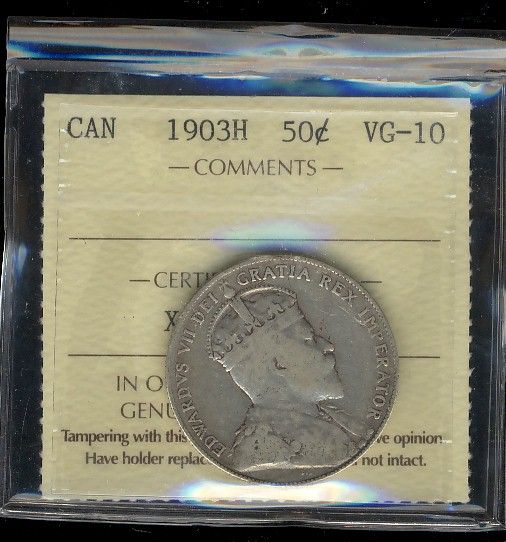 CAN 1903H 50¢ VG-10
— COMMENTS —
— CERTI
X
IN O
GENU
Tampering with this ve opinion
Have holder replac not intact.
EDWARDVS VII DEI GRATIA REX IMPERATOR